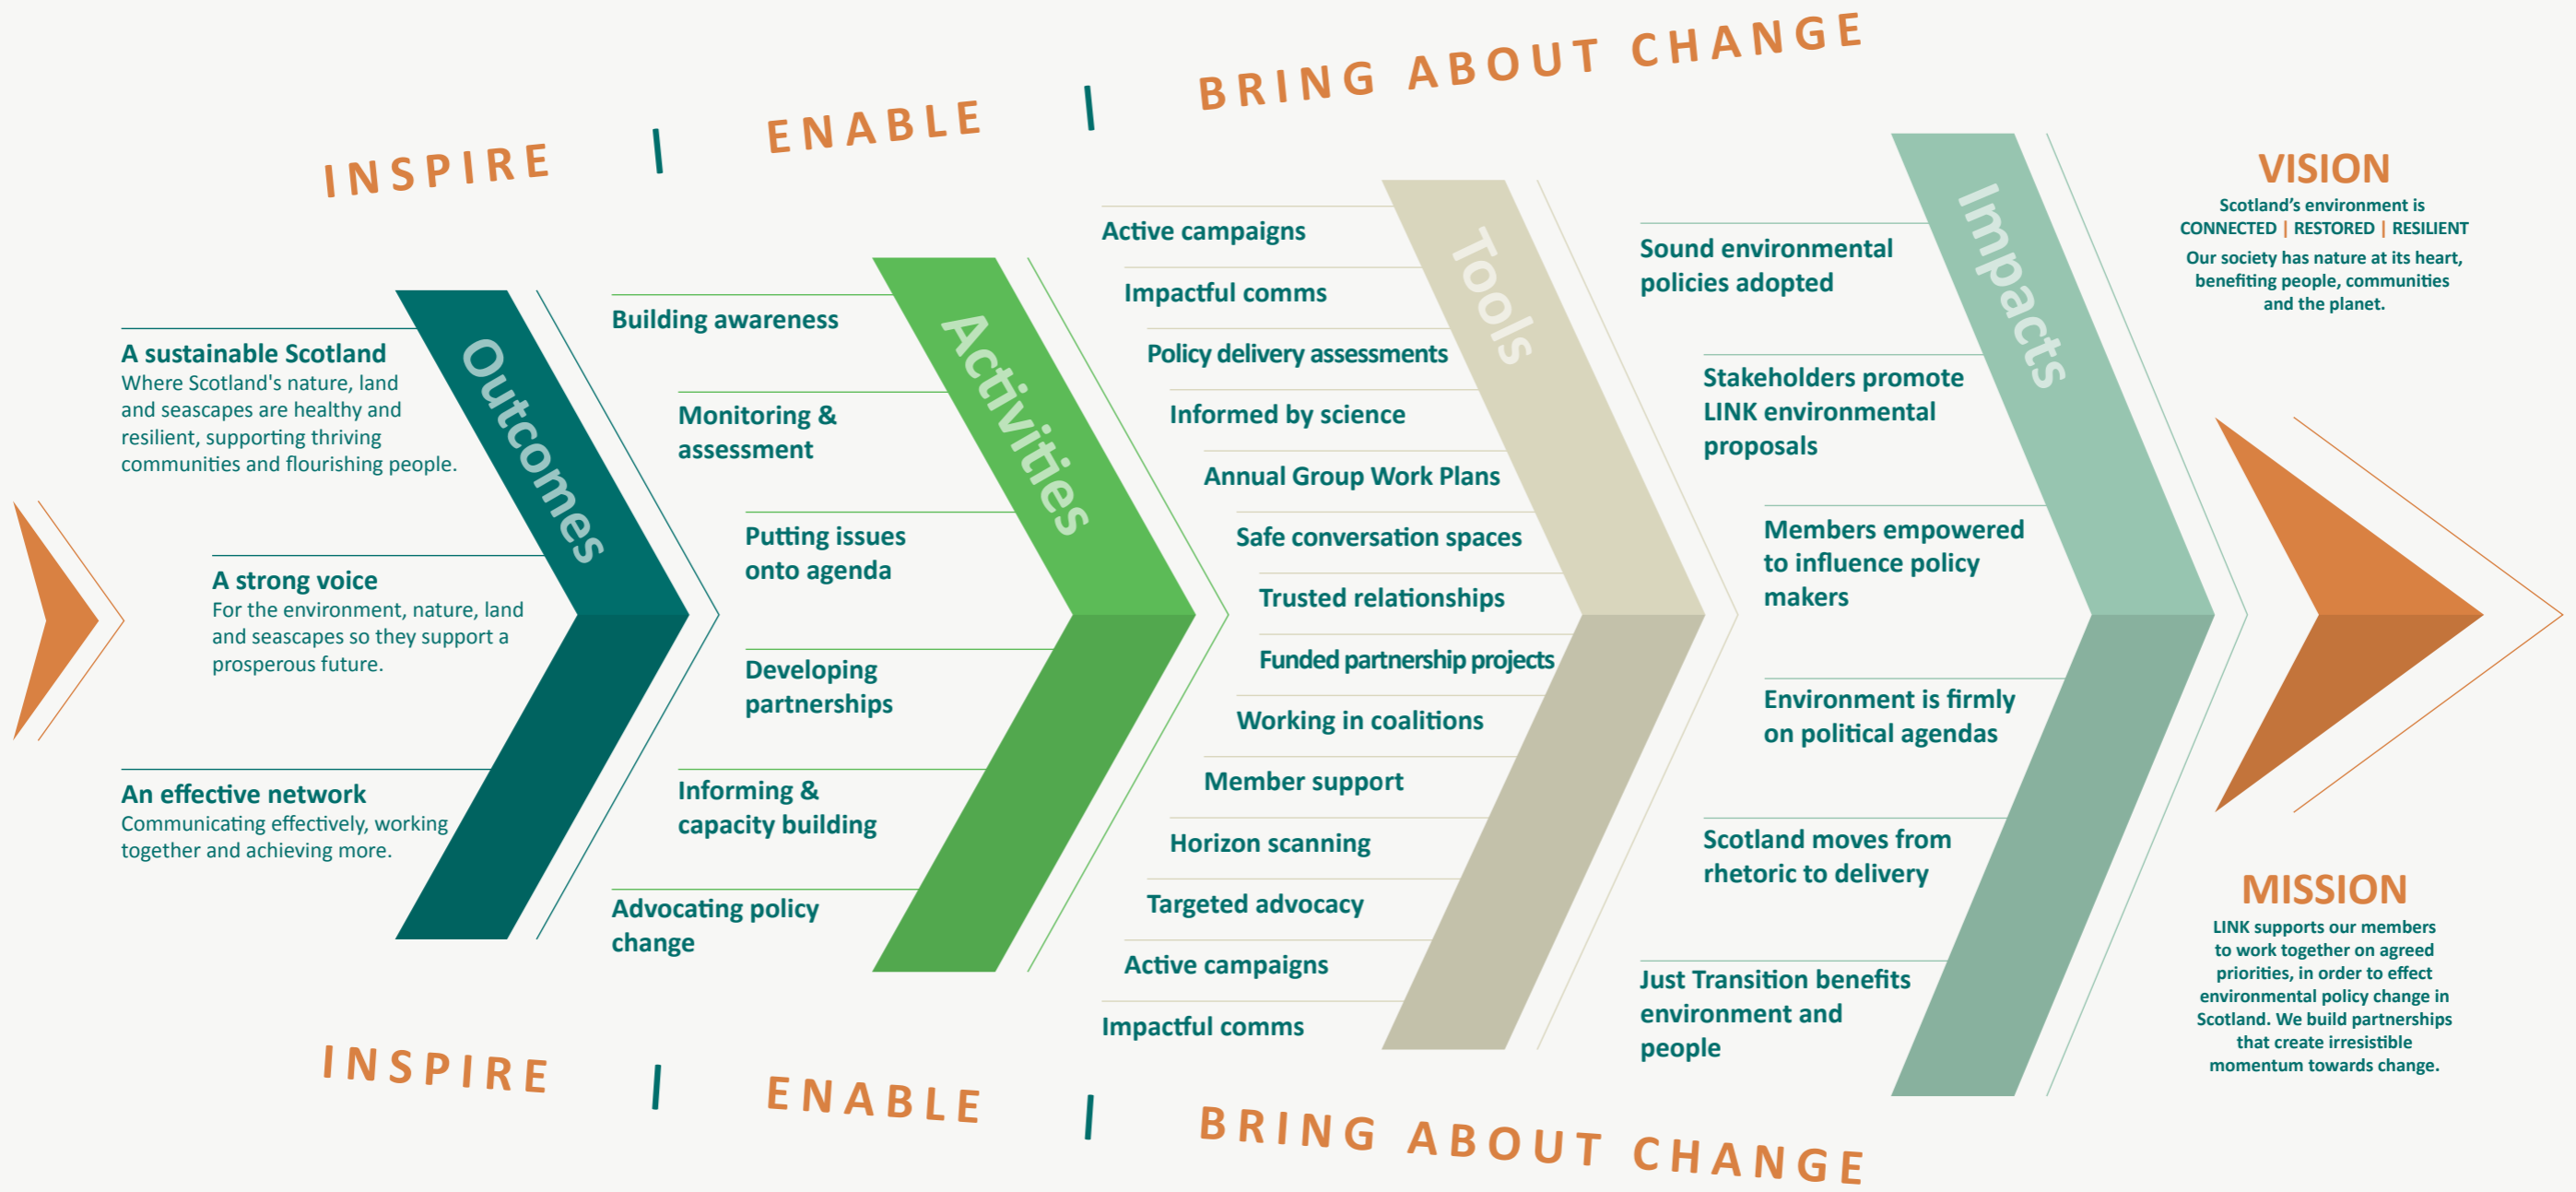 INSPIRE | ENABLE | BRING ABOUT CHANGE
Outcomes
A sustainable Scotland
Where Scotland's nature, land
and seascapes are healthy and
resilient, supporting thriving
communities and flourishing people.
A strong voice
For the environment, nature, land
and seascapes so they support a
prosperous future.
An effective network
Communicating effectively, working
together and achieving more.
Activities
Building awareness
Monitoring &
assessment
Putting issues
onto agenda
Developing
partnerships
Informing &
capacity building
Advocating policy
change
Tools
Active campaigns
Impactful comms
Policy delivery assessments
Informed by science
Annual Group Work Plans
Safe conversation spaces
Trusted relationships
Funded partnership projects
Working in coalitions
Member support
Horizon scanning
Targeted advocacy
Active campaigns
Impactful comms
Impacts
Sound environmental
policies adopted
Stakeholders promote
LINK environmental
proposals
Members empowered
to influence policy
makers
Environment is firmly
on political agendas
Scotland moves from
rhetoric to delivery
Just Transition benefits
environment and
people
VISION
Scotland's environment is
CONNECTED | RESTORED | RESILIENT
Our society has nature at its heart,
benefiting people, communities
and the planet.
MISSION
LINK supports our members
to work together on agreed
priorities, in order to effect
environmental policy change in
Scotland. We build partnerships
that create irresistible
momentum towards change.
INSPIRE | ENABLE | BRING ABOUT CHANGE